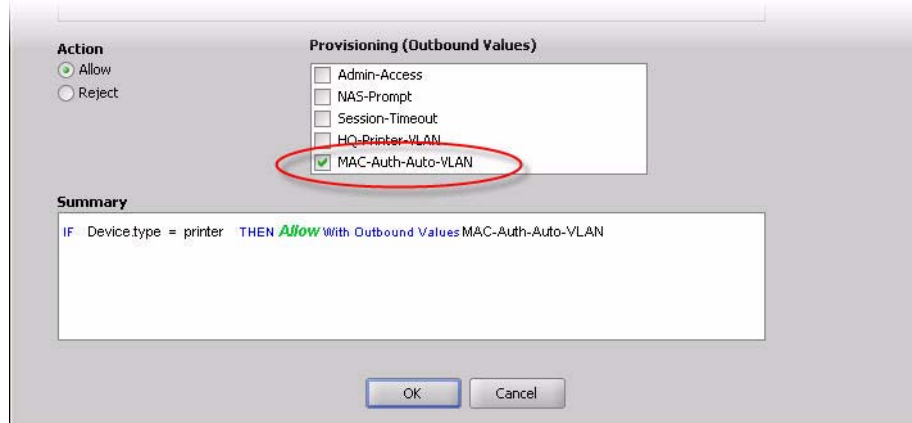 Action
Allow
Reject
Provisioning (Outbound Values)
Admin-Access
NAS-Prompt
Session-Timeout
HQ-Printer-VLAN
MAC-Auth-Auto-VLAN
Summary
IF Device.type = printer THEN Allow With Outbound Values MAC-Auth-Auto-VLAN
OK
Cancel